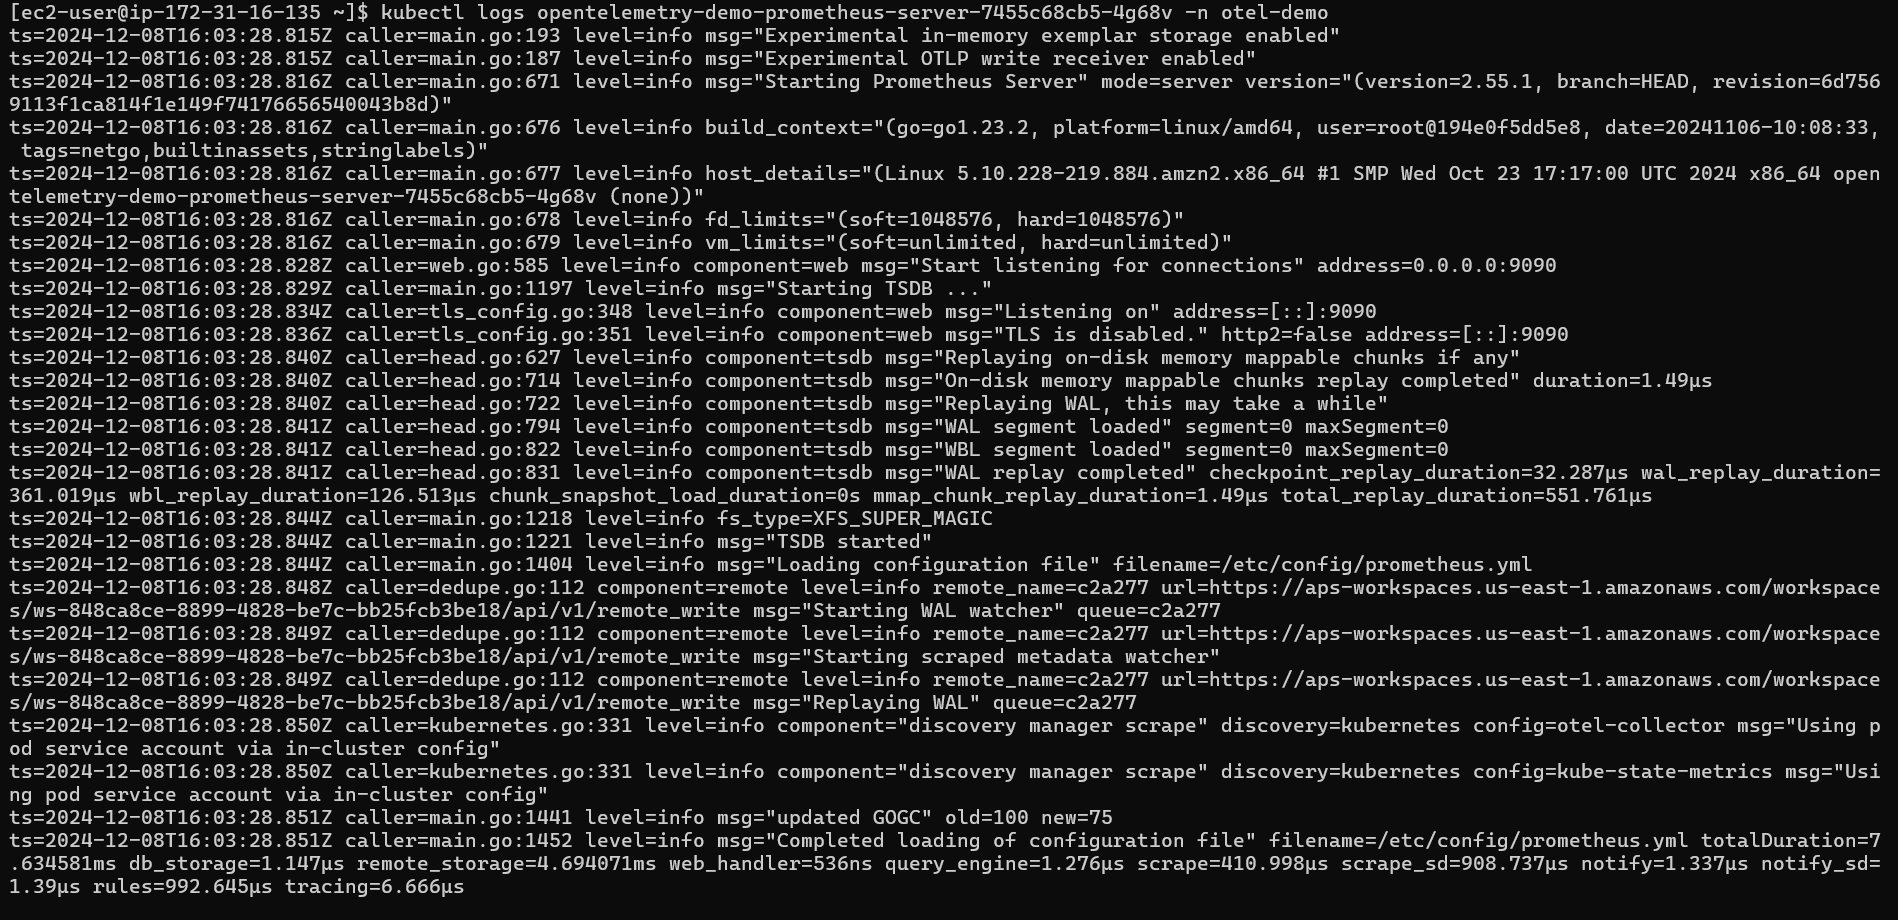 [ec2-user@ip-172-31-16-135 ~]$ kubectl logs opentelemetry-demo-prometheus-server-7455c68cb5-4g68v -n otel-demo
ts=2024-12-08T16:03:28.815Z caller=main.go:193 level=info msg="Experimental in-memory exemplar storage enabled"
ts=2024-12-08T16:03:28.815Z caller=main.go:187 level=info msg="Experimental OTLP write receiver enabled"
ts=2024-12-08T16:03:28.816Z caller=main.go:671 level=info msg="Starting Prometheus Server" mode=server version="(version=2.55.1, branch=HEAD, revision=6d756
9113f1ca814f1e149f74176656540043b8d)"
ts=2024-12-08T16:03:28.816Z caller=main.go:676 level=info build_context="(go=go1.23.2, platform=linux/amd64, user=root@194e0f5dd5e8, date=20241106-10:08:33,
 tags=netgo,builtinassets,stringlabels)"
ts=2024-12-08T16:03:28.816Z caller=main.go:677 level=info host_details="(Linux 5.10.228-219.884.amzn2.x86_64 #1 SMP Wed Oct 23 17:17:00 UTC 2024 x86_64 open
telemetry-demo-prometheus-server-7455c68cb5-4g68v (none))"
ts=2024-12-08T16:03:28.816Z caller=main.go:678 level=info fd_limits="(soft=1048576, hard=1048576)"
ts=2024-12-08T16:03:28.816Z caller=main.go:679 level=info vm_limits="(soft=unlimited, hard=unlimited)"
ts=2024-12-08T16:03:28.828Z caller=web.go:585 level=info component=web msg="Start listening for connections" address=0.0.0.0:9090
ts=2024-12-08T16:03:28.829Z caller=main.go:1197 level=info msg="Starting TSDB ..."
ts=2024-12-08T16:03:28.834Z caller=tls_config.go:348 level=info component=web msg="Listening on" address=[::]:9090
ts=2024-12-08T16:03:28.836Z caller=tls_config.go:351 level=info component=web msg="TLS is disabled." http2=false address=[::]:9090
ts=2024-12-08T16:03:28.840Z caller=head.go:627 level=info component=tsdb msg="Replaying on-disk memory mappable chunks if any"
ts=2024-12-08T16:03:28.840Z caller=head.go:714 level=info component=tsdb msg="On-disk memory mappable chunks replay completed" duration=1.49µs
ts=2024-12-08T16:03:28.840Z caller=head.go:722 level=info component=tsdb msg="Replaying WAL, this may take a while"
ts=2024-12-08T16:03:28.841Z caller=head.go:794 level=info component=tsdb msg="WAL segment loaded" segment=0 maxSegment=0
ts=2024-12-08T16:03:28.841Z caller=head.go:822 level=info component=tsdb msg="WBL segment loaded" segment=0 maxSegment=0
ts=2024-12-08T16:03:28.841Z caller=head.go:831 level=info component=tsdb msg="WAL replay completed" checkpoint_replay_duration=32.287µs wal_replay_duration=
361.019µs wbl_replay_duration=126.513µs chunk_snapshot_load_duration=0s mmap_chunk_replay_duration=1.49µs total_replay_duration=551.761µs
ts=2024-12-08T16:03:28.844Z caller=main.go:1218 level=info fs_type=XFS_SUPER_MAGIC
ts=2024-12-08T16:03:28.844Z caller=main.go:1221 level=info msg="TSDB started"
ts=2024-12-08T16:03:28.844Z caller=main.go:1404 level=info msg="Loading configuration file" filename=/etc/config/prometheus.yml
ts=2024-12-08T16:03:28.848Z caller=dedupe.go:112 component=remote level=info remote_name=c2a277 url=https://aps-workspaces.us-east-1.amazonaws.com/workspace
s/ws-848ca8ce-8899-4828-be7c-bb25fcb3be18/api/v1/remote_write msg="Starting WAL watcher" queue=c2a277
ts=2024-12-08T16:03:28.849Z caller=dedupe.go:112 component=remote level=info remote_name=c2a277 url=https://aps-workspaces.us-east-1.amazonaws.com/workspace
s/ws-848ca8ce-8899-4828-be7c-bb25fcb3be18/api/v1/remote_write msg="Starting scraped metadata watcher"
ts=2024-12-08T16:03:28.849Z caller=dedupe.go:112 component=remote level=info remote_name=c2a277 url=https://aps-workspaces.us-east-1.amazonaws.com/workspace
s/ws-848ca8ce-8899-4828-be7c-bb25fcb3be18/api/v1/remote_write msg="Replaying WAL" queue=c2a277
ts=2024-12-08T16:03:28.850Z caller=kubernetes.go:331 level=info component="discovery manager scrape" discovery=kubernetes config=otel-collector msg="Using p
od service account via in-cluster config"
ts=2024-12-08T16:03:28.850Z caller=kubernetes.go:331 level=info component="discovery manager scrape" discovery=kubernetes config=kube-state-metrics msg="Usi
ng pod service account via in-cluster config"
ts=2024-12-08T16:03:28.851Z caller=main.go:1441 level=info msg="updated GOGC" old=100 new=75
ts=2024-12-08T16:03:28.851Z caller=main.go:1452 level=info msg="Completed loading of configuration file" filename=/etc/config/prometheus.yml totalDuration=7
.634581ms db_storage=1.147µs remote_storage=4.694071ms web_handler=536ns query_engine=1.276µs scrape=410.998µs scrape_sd=908.737µs notify=1.337µs notify_sd=
1.39µs rules=992.645µs tracing=6.666µs